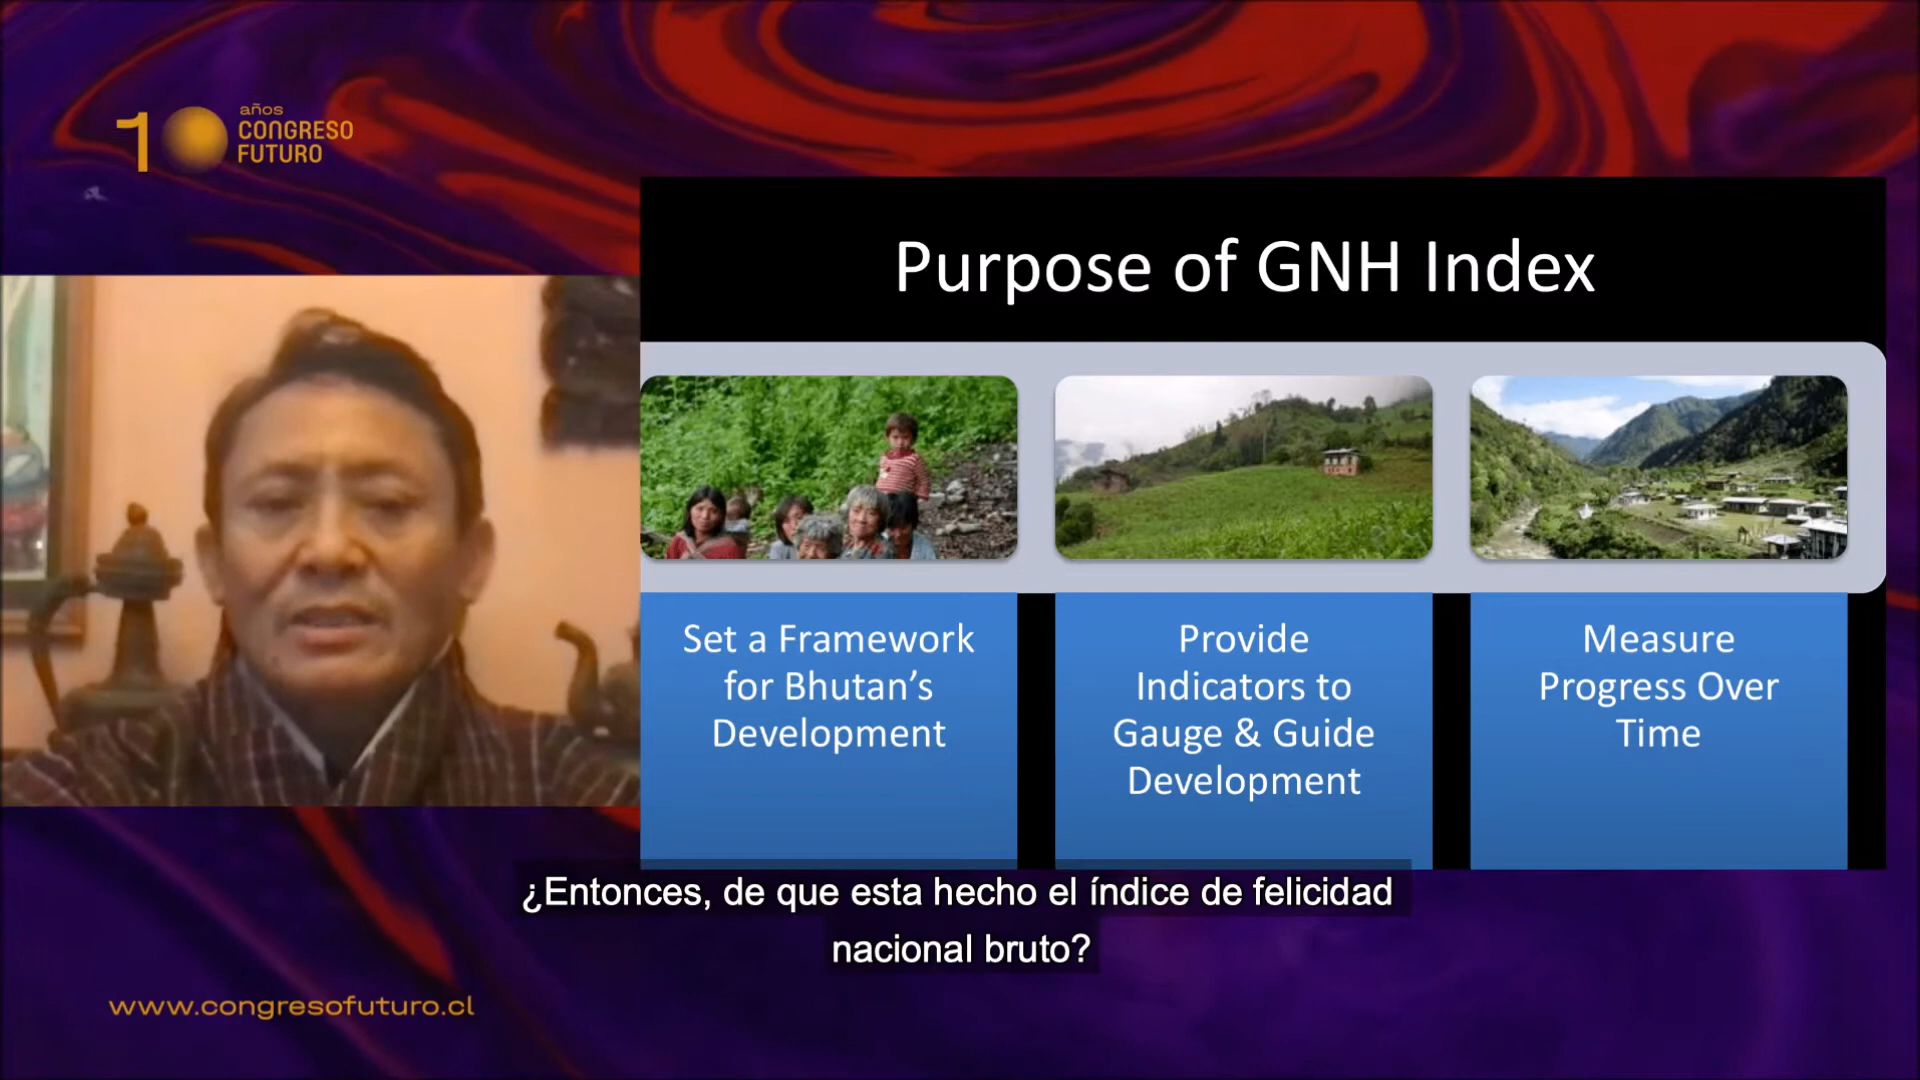 10 años
CONGRESO
FUTURO
Purpose of GNH Index
Set a Framework
for Bhutan’s
Development
Provide
Indicators to
Gauge & Guide
Development
Measure
Progress Over
Time
¿Entonces, de que esta hecho el índice de felicidad
nacional bruto?
www.congresofuturo.cl